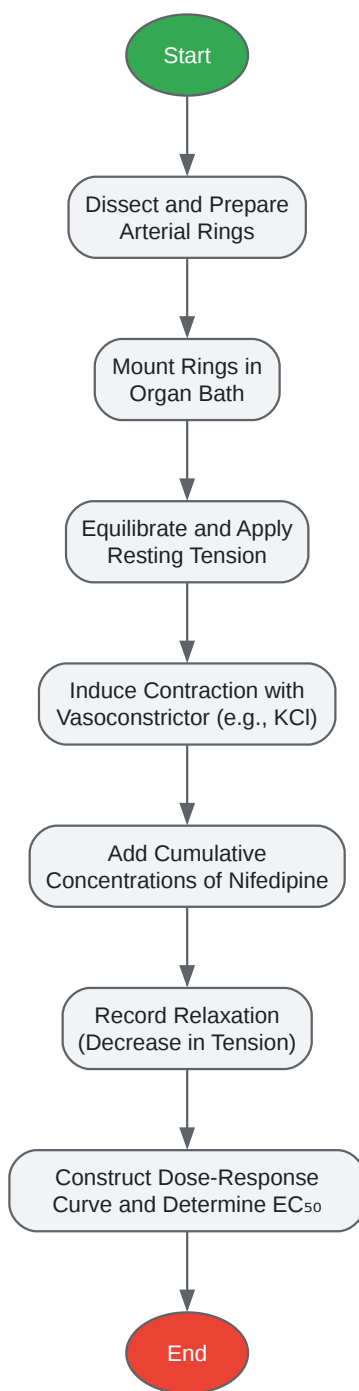 Start
Dissect and Prepare
Arterial Rings
Mount Rings in
Organ Bath
Equilibrate and Apply
Resting Tension
Induce Contraction with
Vasoconstrictor (e.g., KCl)
Add Cumulative
Concentrations of Nifedipine
Record Relaxation
(Decrease in Tension)
Construct Dose-Response
Curve and Determine EC₅₀
End